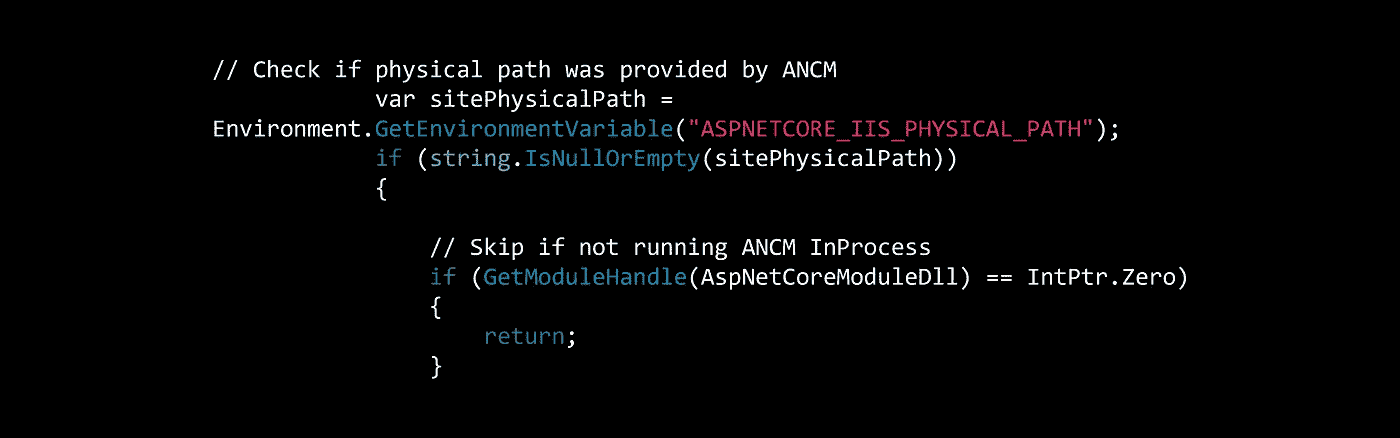 // Check if physical path was provided by ANCM
var sitePhysicalPath =
Environment.GetEnvironmentVariable("ASPNETCORE_IIS_PHYSICAL_PATH");
if (string.IsNullOrEmpty(sitePhysicalPath))
{
// Skip if not running ANCM InProcess
if (GetModuleHandle(AspNetCoreModuleDll) == IntPtr.Zero)
{
return;
}